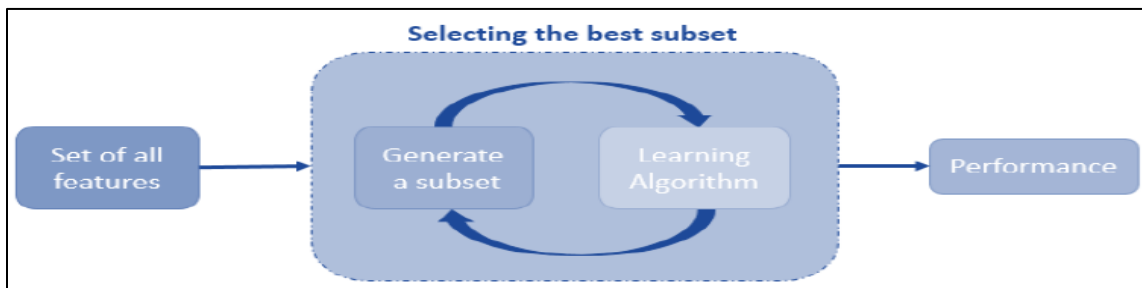 Selecting the best subset
Set of all
features
Generate
a subset
Learning
Algorithm
Performance